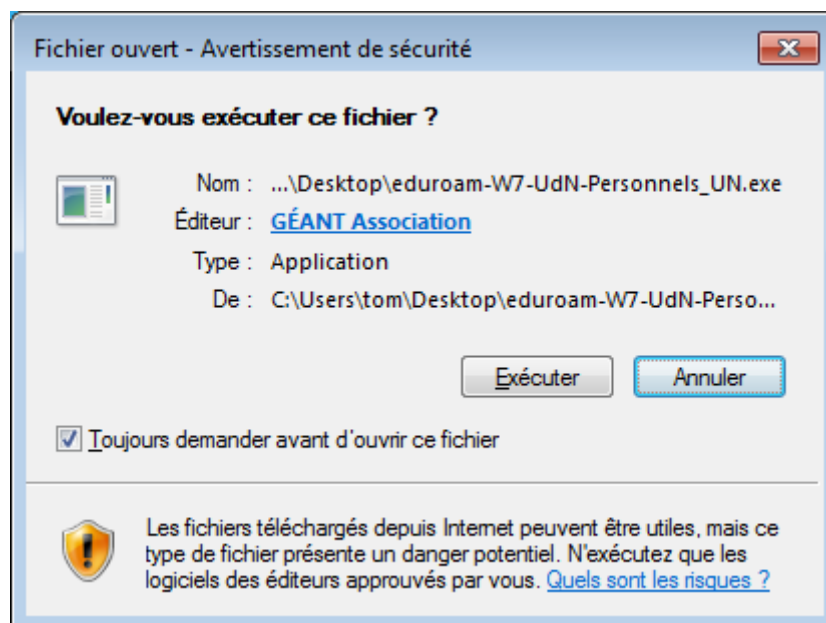 Fichier ouvert - Avertissement de sécurité
Voulez-vous exécuter ce fichier ?
Nom : ...\Desktop\eduroam-W7-UdN-Personnels_UN.exe
Éditeur : GÉANT Association
Type : Application
De : C:\Users\tom\Desktop\eduroam-W7-UdN-Perso...
Exécuter Annuler
Toujours demander avant d'ouvrir ce fichier
Les fichiers téléchargés depuis Internet peuvent être utiles, mais ce
type de fichier présente un danger potentiel. N'exécutez que les
logiciels des éditeurs approuvés par vous. Quels sont les risques ?